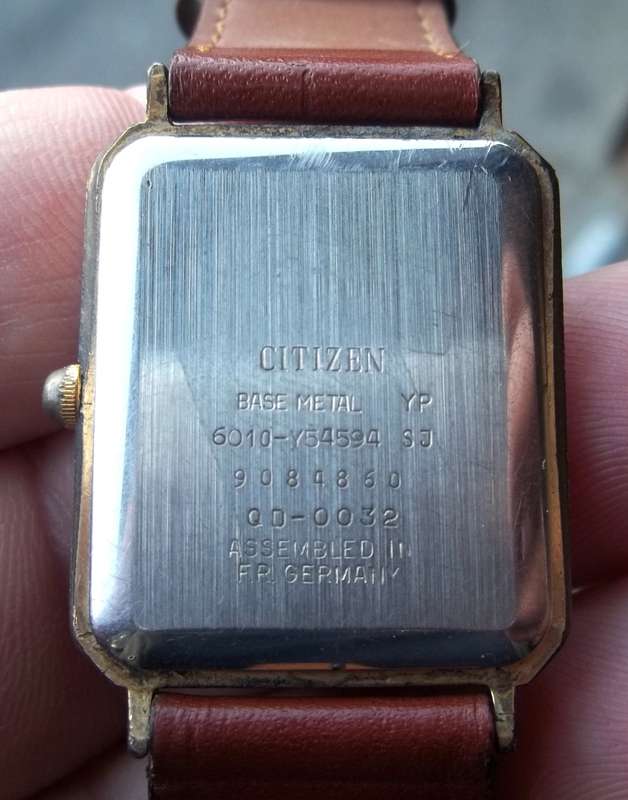 CITIZEN
BASE METAL YP
6010-Y54594 SJ
9084860
QD-0032
ASSEMBLED IN
F.R. GERMANY